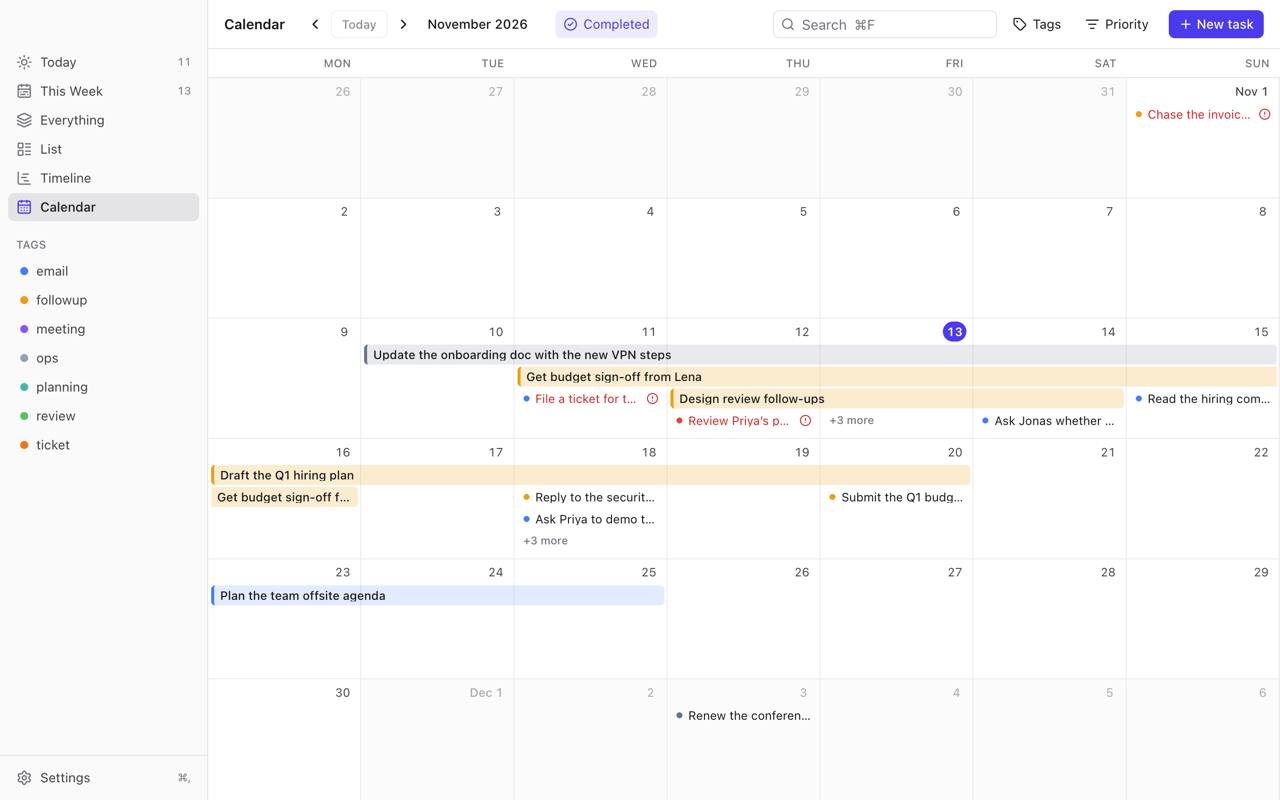 Calendar
Today
November 2026
Completed
Search ⌘F
Tags
Priority
+ New task
Today 11
This Week 13
Everything
List
Timeline
Calendar
TAGS
email
followup
meeting
ops
planning
review
ticket
Settings ⌘,
MON TUE WED THU FRI SAT SUN
26 27 28 29 30 31 Nov 1
Chase the invoic...
2 3 4 5 6 7 8
9 10 11 12 13 14 15
Update the onboarding doc with the new VPN steps
Get budget sign-off from Lena
File a ticket for t...
Design review follow-ups
Read the hiring com...
Review Priya's p...
+3 more
Ask Jonas whether ...
16 17 18 19 20 21 22
Draft the Q1 hiring plan
Get budget sign-off f...
Reply to the securit...
Submit the Q1 budg...
Ask Priya to demo t...
+3 more
23 24 25 26 27 28 29
Plan the team offsite agenda
30 Dec 1 2 3 4 5 6
Renew the conferen...